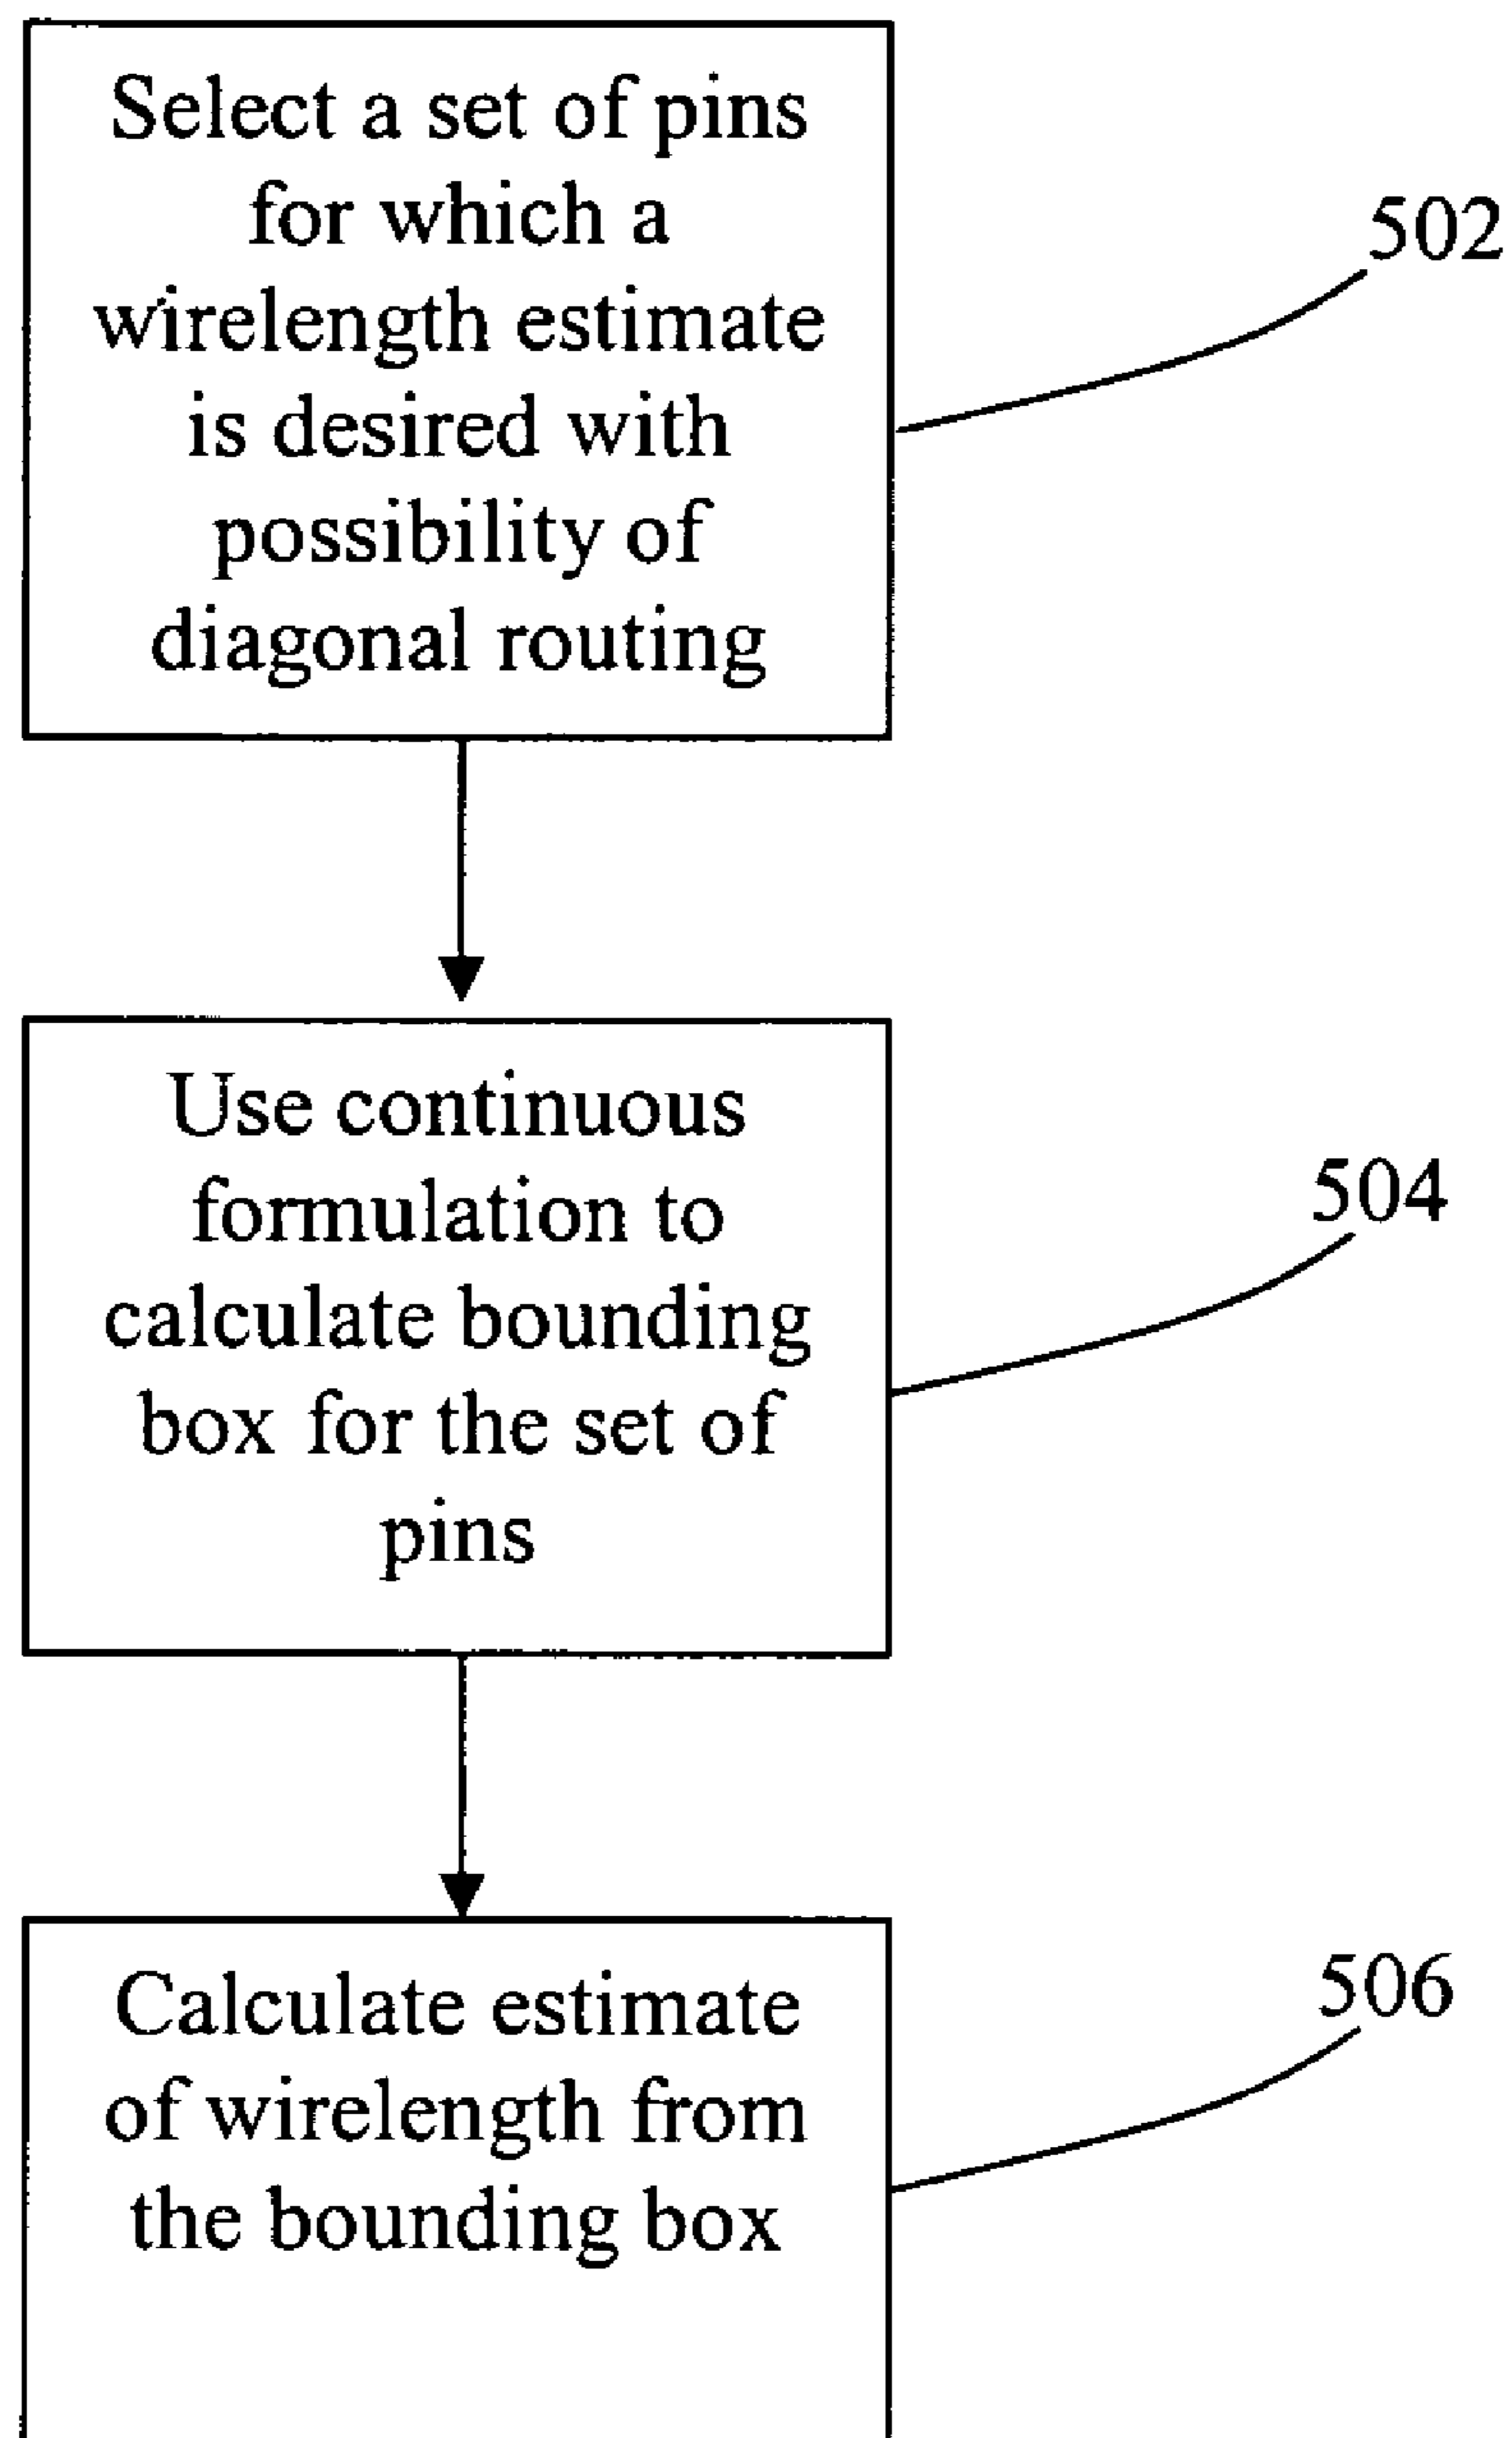 Select a set of pins
for which a
wirelength estimate
is desired with
possibility of
diagonal routing
502
Use continuous
formulation to
calculate bounding
box for the set of
pins
504
Calculate estimate
of wirelength from
the bounding box
506